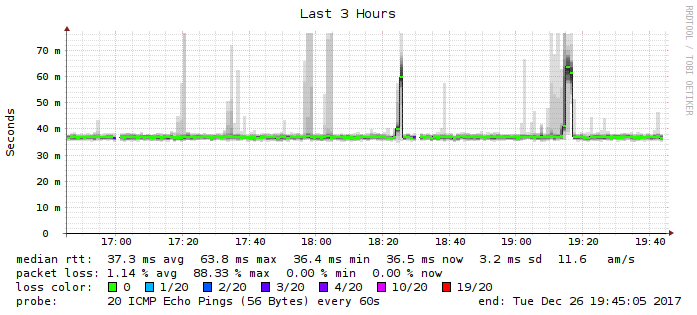 Last 3 Hours
RRDTOOL / TOBI OETIKER
Seconds
70 m
60 m
50 m
40 m
30 m
20 m
10 m
0
17:00 17:20 17:40 18:00 18:20 18:40 19:00 19:20 19:40
median rtt: 37.3 ms avg 63.8 ms max 36.4 ms min 36.5 ms now 3.2 ms sd 11.6 am/s
packet loss: 1.14 % avg 88.33 % max 0.00 % min 0.00 % now
loss color: 0 1/20 2/20 3/20 4/20 10/20 19/20
probe: 20 ICMP Echo Pings (56 Bytes) every 60s end: Tue Dec 26 19:45:05 2017